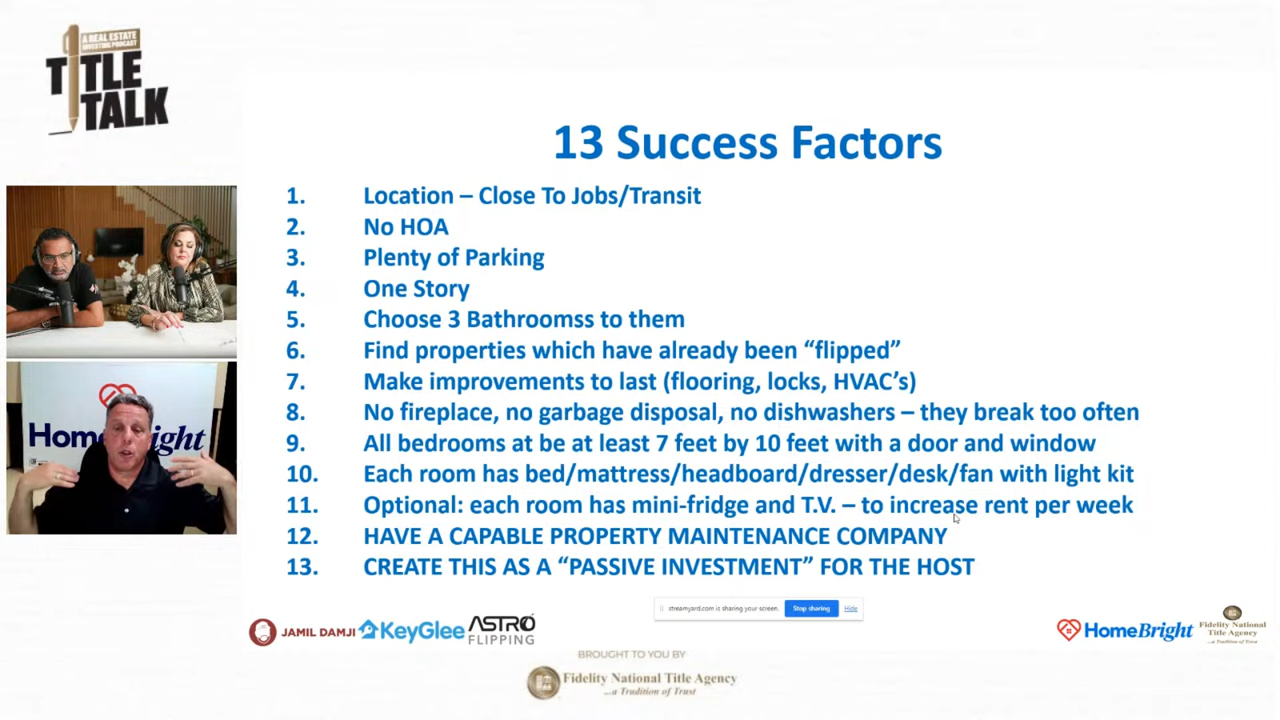 A REAL ESTATE
INVESTING PODCAST
TITLE
TALK
13 Success Factors
1. Location – Close To Jobs/Transit
2. No HOA
3. Plenty of Parking
4. One Story
5. Choose 3 Bathroomss to them
6. Find properties which have already been “flipped”
7. Make improvements to last (flooring, locks, HVAC’s)
8. No fireplace, no garbage disposal, no dishwashers – they break too often
9. All bedrooms at be at least 7 feet by 10 feet with a door and window
10. Each room has bed/mattress/headboard/dresser/desk/fan with light kit
11. Optional: each room has mini-fridge and T.V. – to increase rent per week
12. HAVE A CAPABLE PROPERTY MAINTENANCE COMPANY
13. CREATE THIS AS A “PASSIVE INVESTMENT” FOR THE HOST
Hom Bright
streamyard.com is sharing your screen. Stop sharing Hide
JAMIL DAMJI KeyGlee ASTRO
FLIPPING
HomeBright
Fidelity National
Title Agency
...a Tradition of Trust
BROUGHT TO YOU BY
Fidelity National Title Agency
...a Tradition of Trust